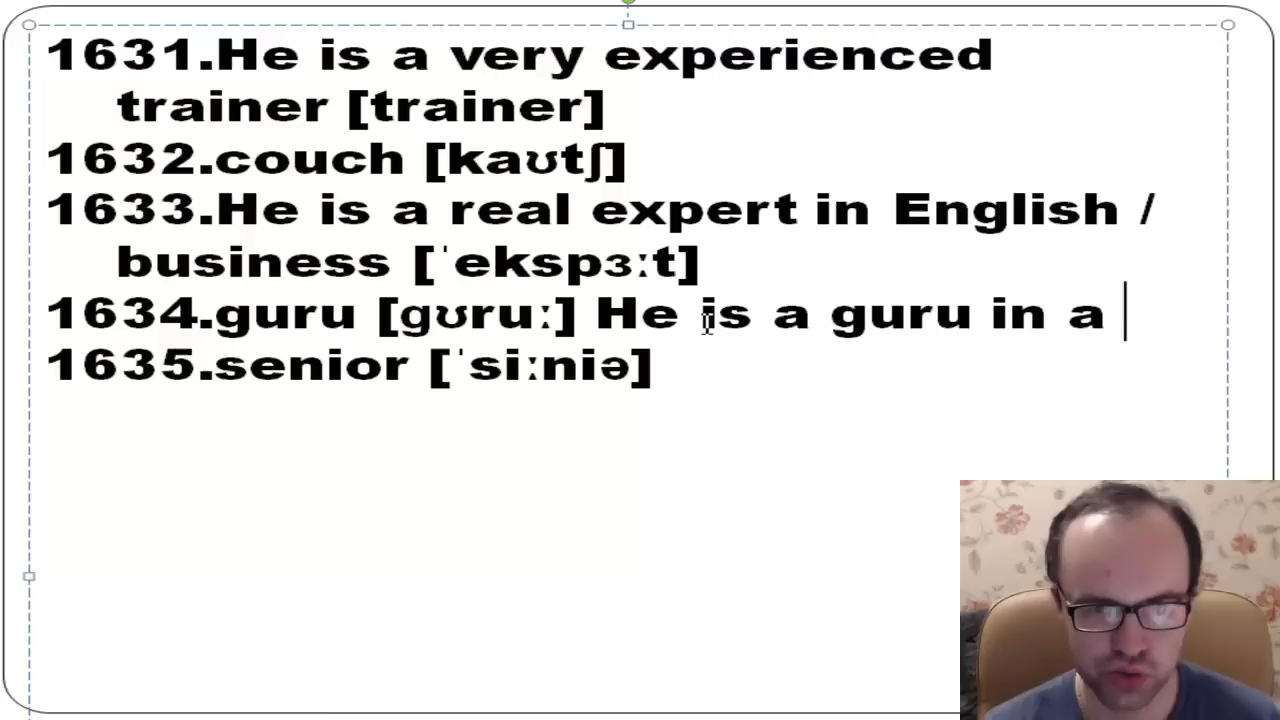 1631.He is a very experienced
trainer [trainer]
1632.couch [kaʊtʃ]
1633.He is a real expert in English /
business [ˈekspɜːt]
1634.guru [gʊruː] He is a guru in a
1635.senior [ˈsiːniə]